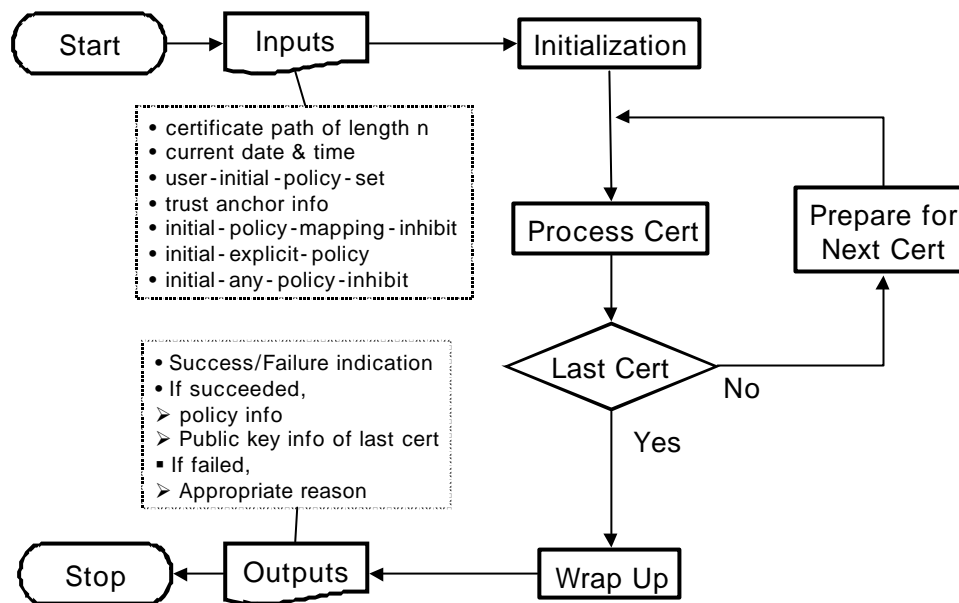 Start
Inputs
Initialization
• certificate path of length n
• current date & time
• user-initial-policy-set
• trust anchor info
• initial-policy-mapping-inhibit
• initial-explicit-policy
• initial-any-policy-inhibit
Process Cert
Prepare for
Next Cert
Last Cert
No
Yes
• Success/Failure indication
• If succeeded,
➢ policy info
➢ Public key info of last cert
▪ If failed,
➢ Appropriate reason
Stop
Outputs
Wrap Up